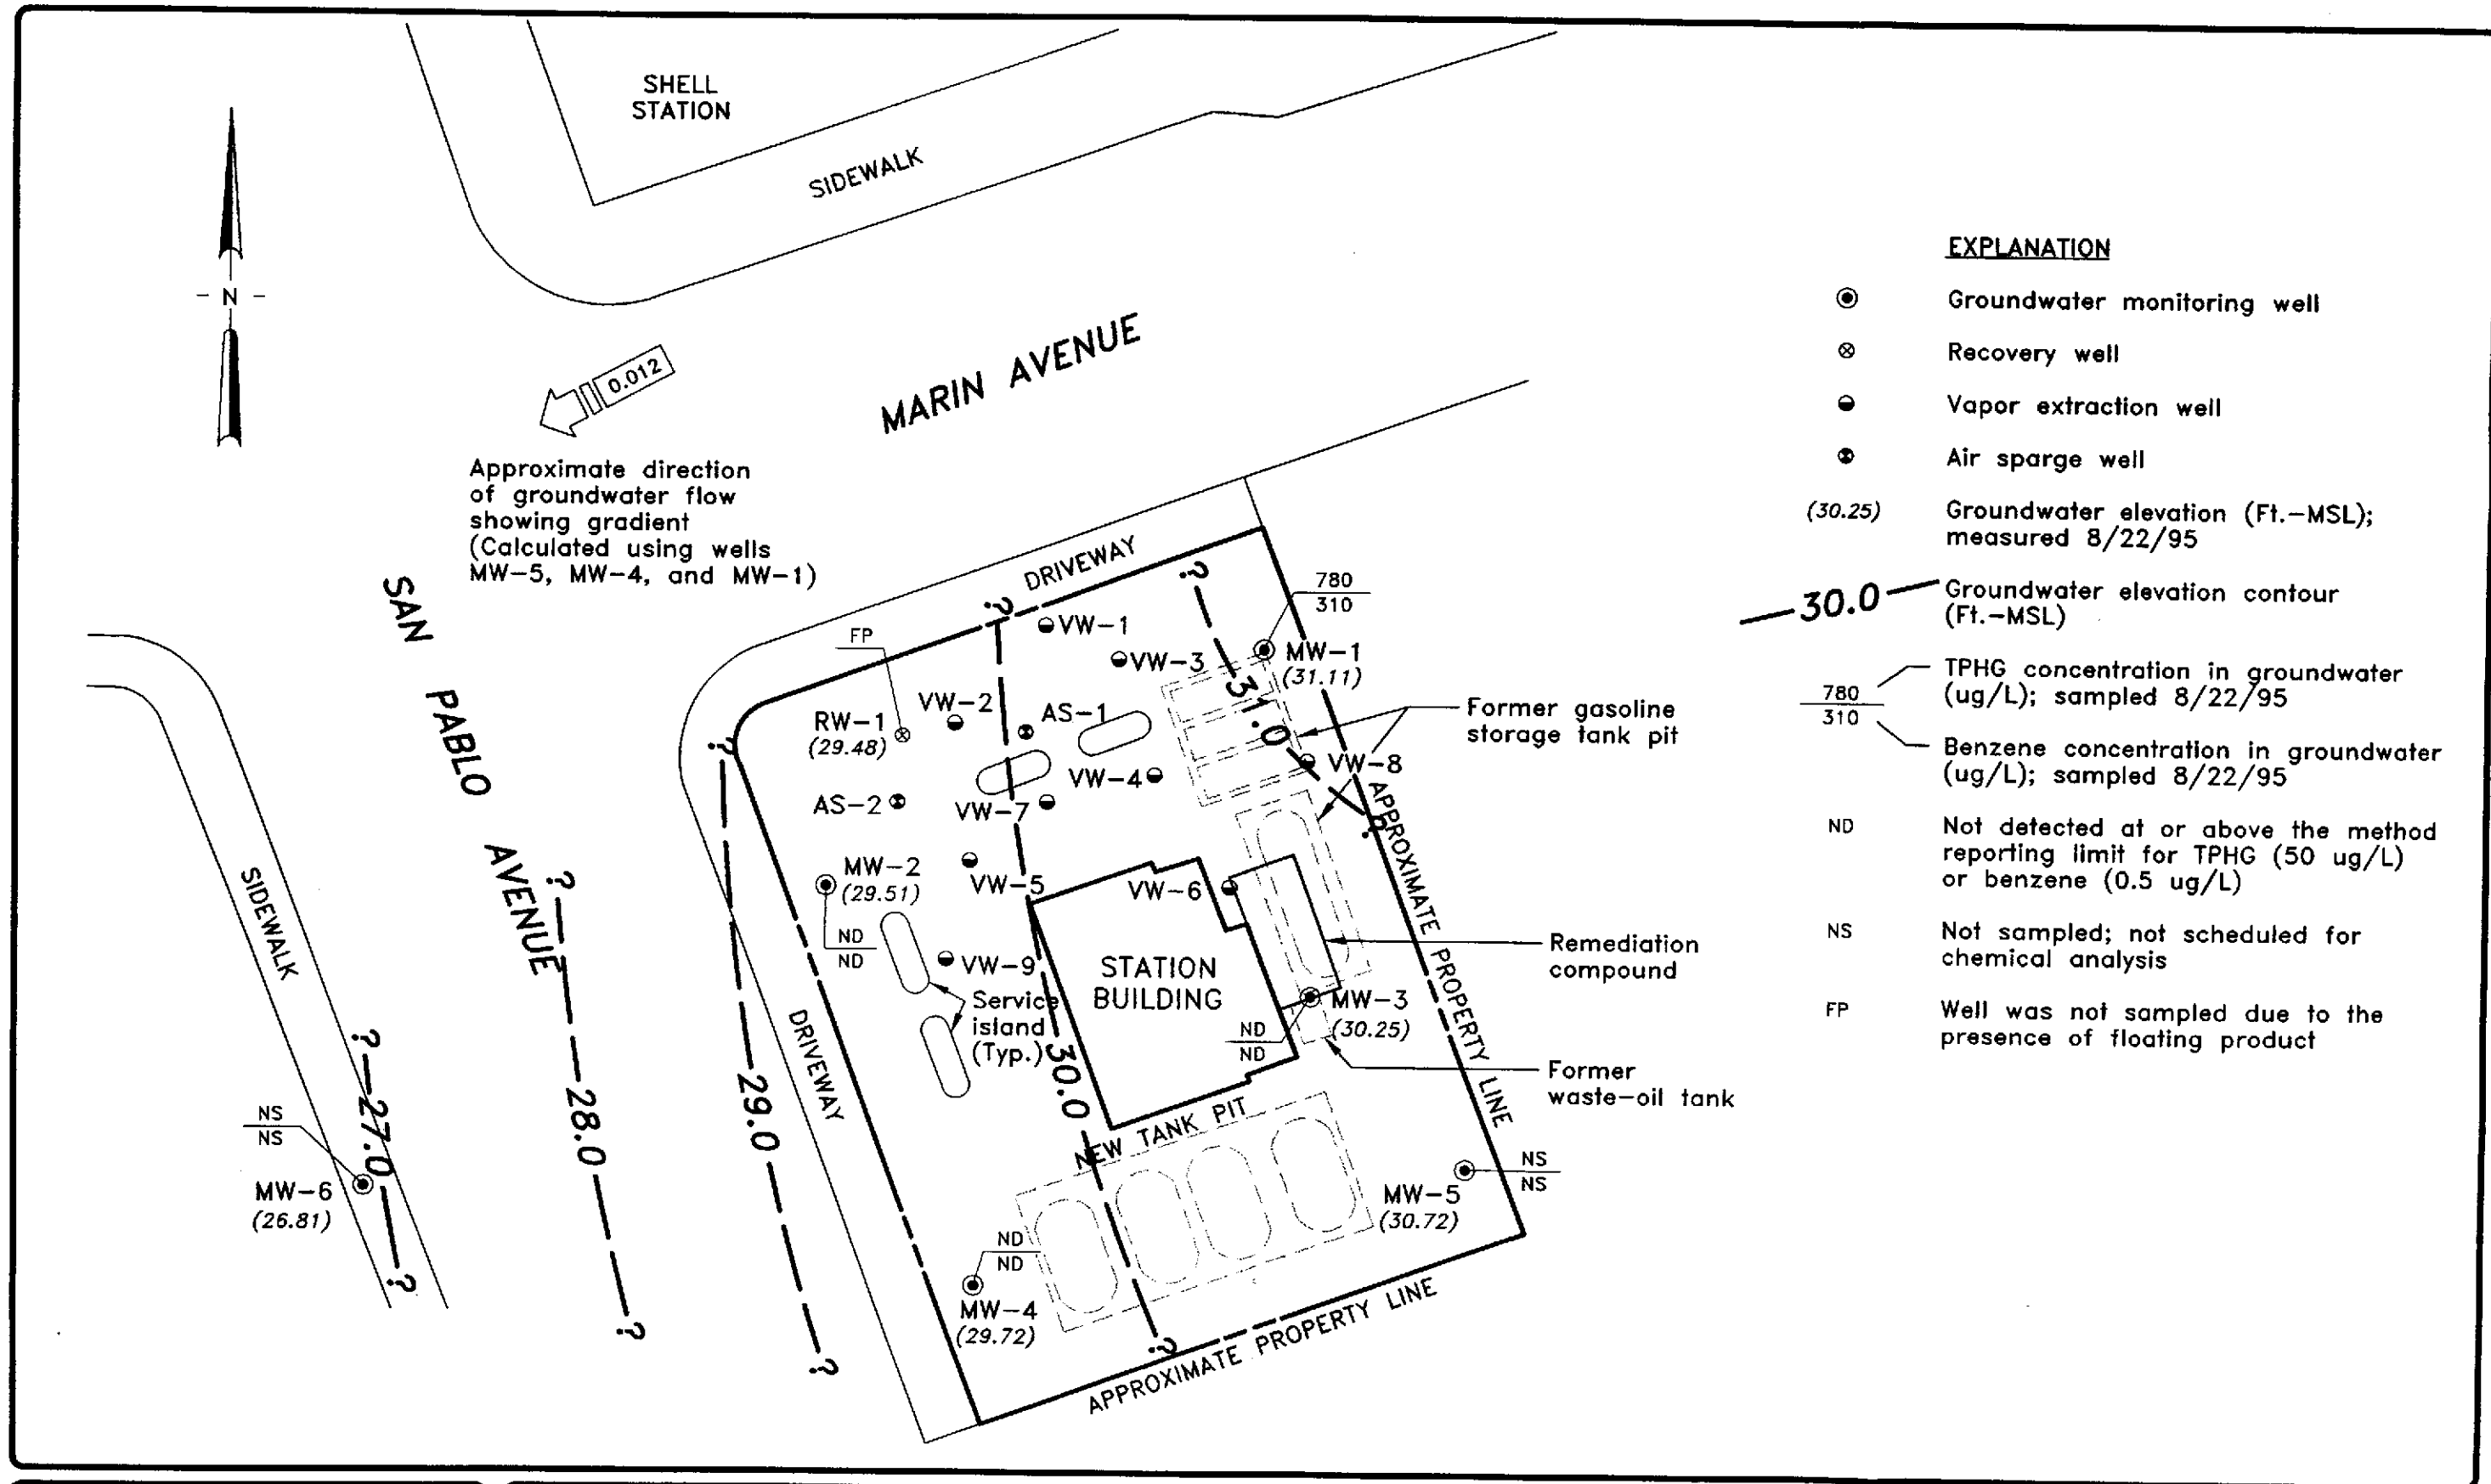 SHELL
STATION
SIDEWALK
- N -
0.012
MARIN AVENUE
Approximate direction
of groundwater flow
showing gradient
(Calculated using wells
MW-5, MW-4, and MW-1)
SAN PABLO AVENUE
SIDEWALK
DRIVEWAY
?
?
780
310
MW-1
(31.11)
VW-1
VW-3
FP
RW-1
(29.48)
VW-2
AS-1
31.0
Former gasoline
storage tank pit
?
VW-4
VW-8
AS-2
VW-7
?
APPROXIMATE PROPERTY LINE
MW-2
(29.51)
ND
ND
VW-5
VW-6
VW-9
STATION
BUILDING
Remediation
compound
Service
island
(Typ.)
MW-3
(30.25)
ND
ND
DRIVEWAY
Former
waste-oil tank
?
28.0
?
29.0
?
30.0
?
?
27.0
?
NS
NS
MW-6
(26.81)
NEW TANK PIT
NS
NS
MW-5
(30.72)
ND
ND
MW-4
(29.72)
APPROXIMATE PROPERTY LINE
EXPLANATION
Groundwater monitoring well
Recovery well
Vapor extraction well
Air sparge well
(30.25) Groundwater elevation (Ft.-MSL);
measured 8/22/95
30.0 Groundwater elevation contour
(Ft.-MSL)
780
310
TPHG concentration in groundwater
(ug/L); sampled 8/22/95
Benzene concentration in groundwater
(ug/L); sampled 8/22/95
ND Not detected at or above the method
reporting limit for TPHG (50 ug/L)
or benzene (0.5 ug/L)
NS Not sampled; not scheduled for
chemical analysis
FP Well was not sampled due to the
presence of floating product